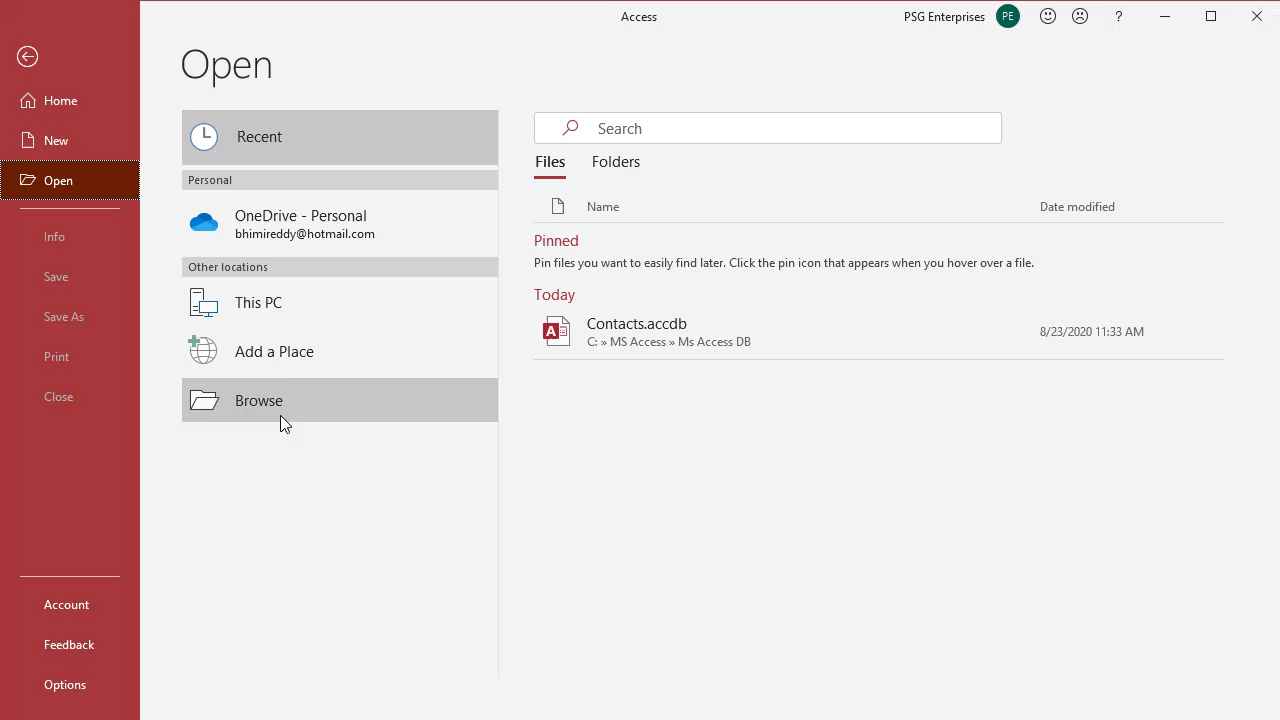 Access
PSG Enterprises
PE
?
Open
Home
New
Open
Info
Save
Save As
Print
Close
Account
Feedback
Options
Recent
Personal
OneDrive - Personal
bhimireddy@hotmail.com
Other locations
This PC
Add a Place
Browse
Search
Files Folders
Name Date modified
Pinned
Pin files you want to easily find later. Click the pin icon that appears when you hover over a file.
Today
A
Contacts.accdb
C: » MS Access » Ms Access DB
8/23/2020 11:33 AM